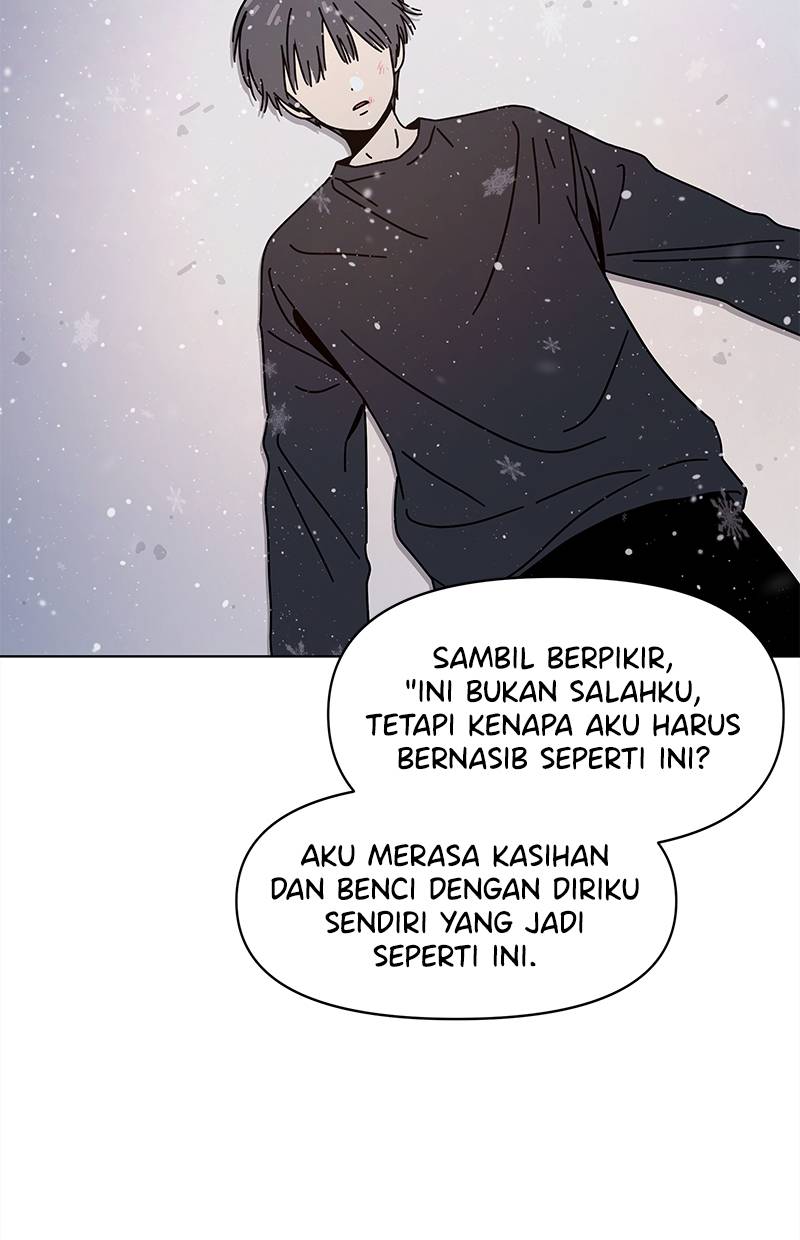 SAMBIL BERPIKIR,
"INI BUKAN SALAHKU,
TETAPI KENAPA AKU HARUS
BERNASIB SEPERTI INI?
AKU MERASA KASIHAN
DAN BENCI DENGAN DIRIKU
SENDIRI YANG JADI
SEPERTI INI.